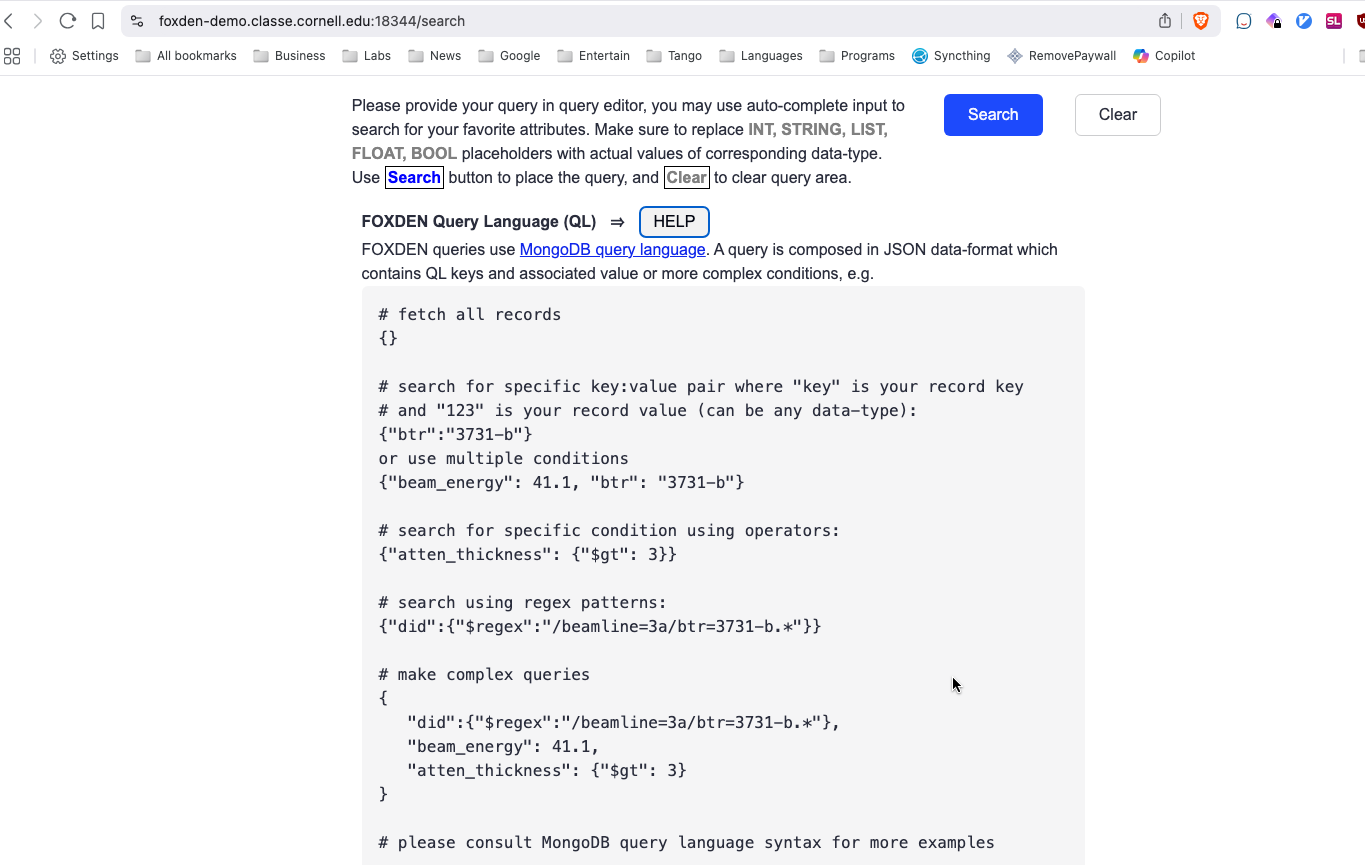 foxden-demo.classe.cornell.edu:18344/search
Settings All bookmarks Business Labs News Google Entertain Tango Languages Programs Syncthing RemovePaywall Copilot
Please provide your query in query editor, you may use auto-complete input to
search for your favorite attributes. Make sure to replace INT, STRING, LIST,
FLOAT, BOOL placeholders with actual values of corresponding data-type.
Use Search button to place the query, and Clear to clear query area.
Search Clear
FOXDEN Query Language (QL) ⇒ HELP
FOXDEN queries use MongoDB query language. A query is composed in JSON data-format which
contains QL keys and associated value or more complex conditions, e.g.
# fetch all records
{}
# search for specific key:value pair where "key" is your record key
# and "123" is your record value (can be any data-type):
{"btr":"3731-b"}
or use multiple conditions
{"beam_energy": 41.1, "btr": "3731-b"}
# search for specific condition using operators:
{"atten_thickness": {"$gt": 3}}
# search using regex patterns:
{"did":{"$regex":"/beamline=3a/btr=3731-b.*"}}
# make complex queries
{
   "did":{"$regex":"/beamline=3a/btr=3731-b.*"},
   "beam_energy": 41.1,
   "atten_thickness": {"$gt": 3}
}
# please consult MongoDB query language syntax for more examples